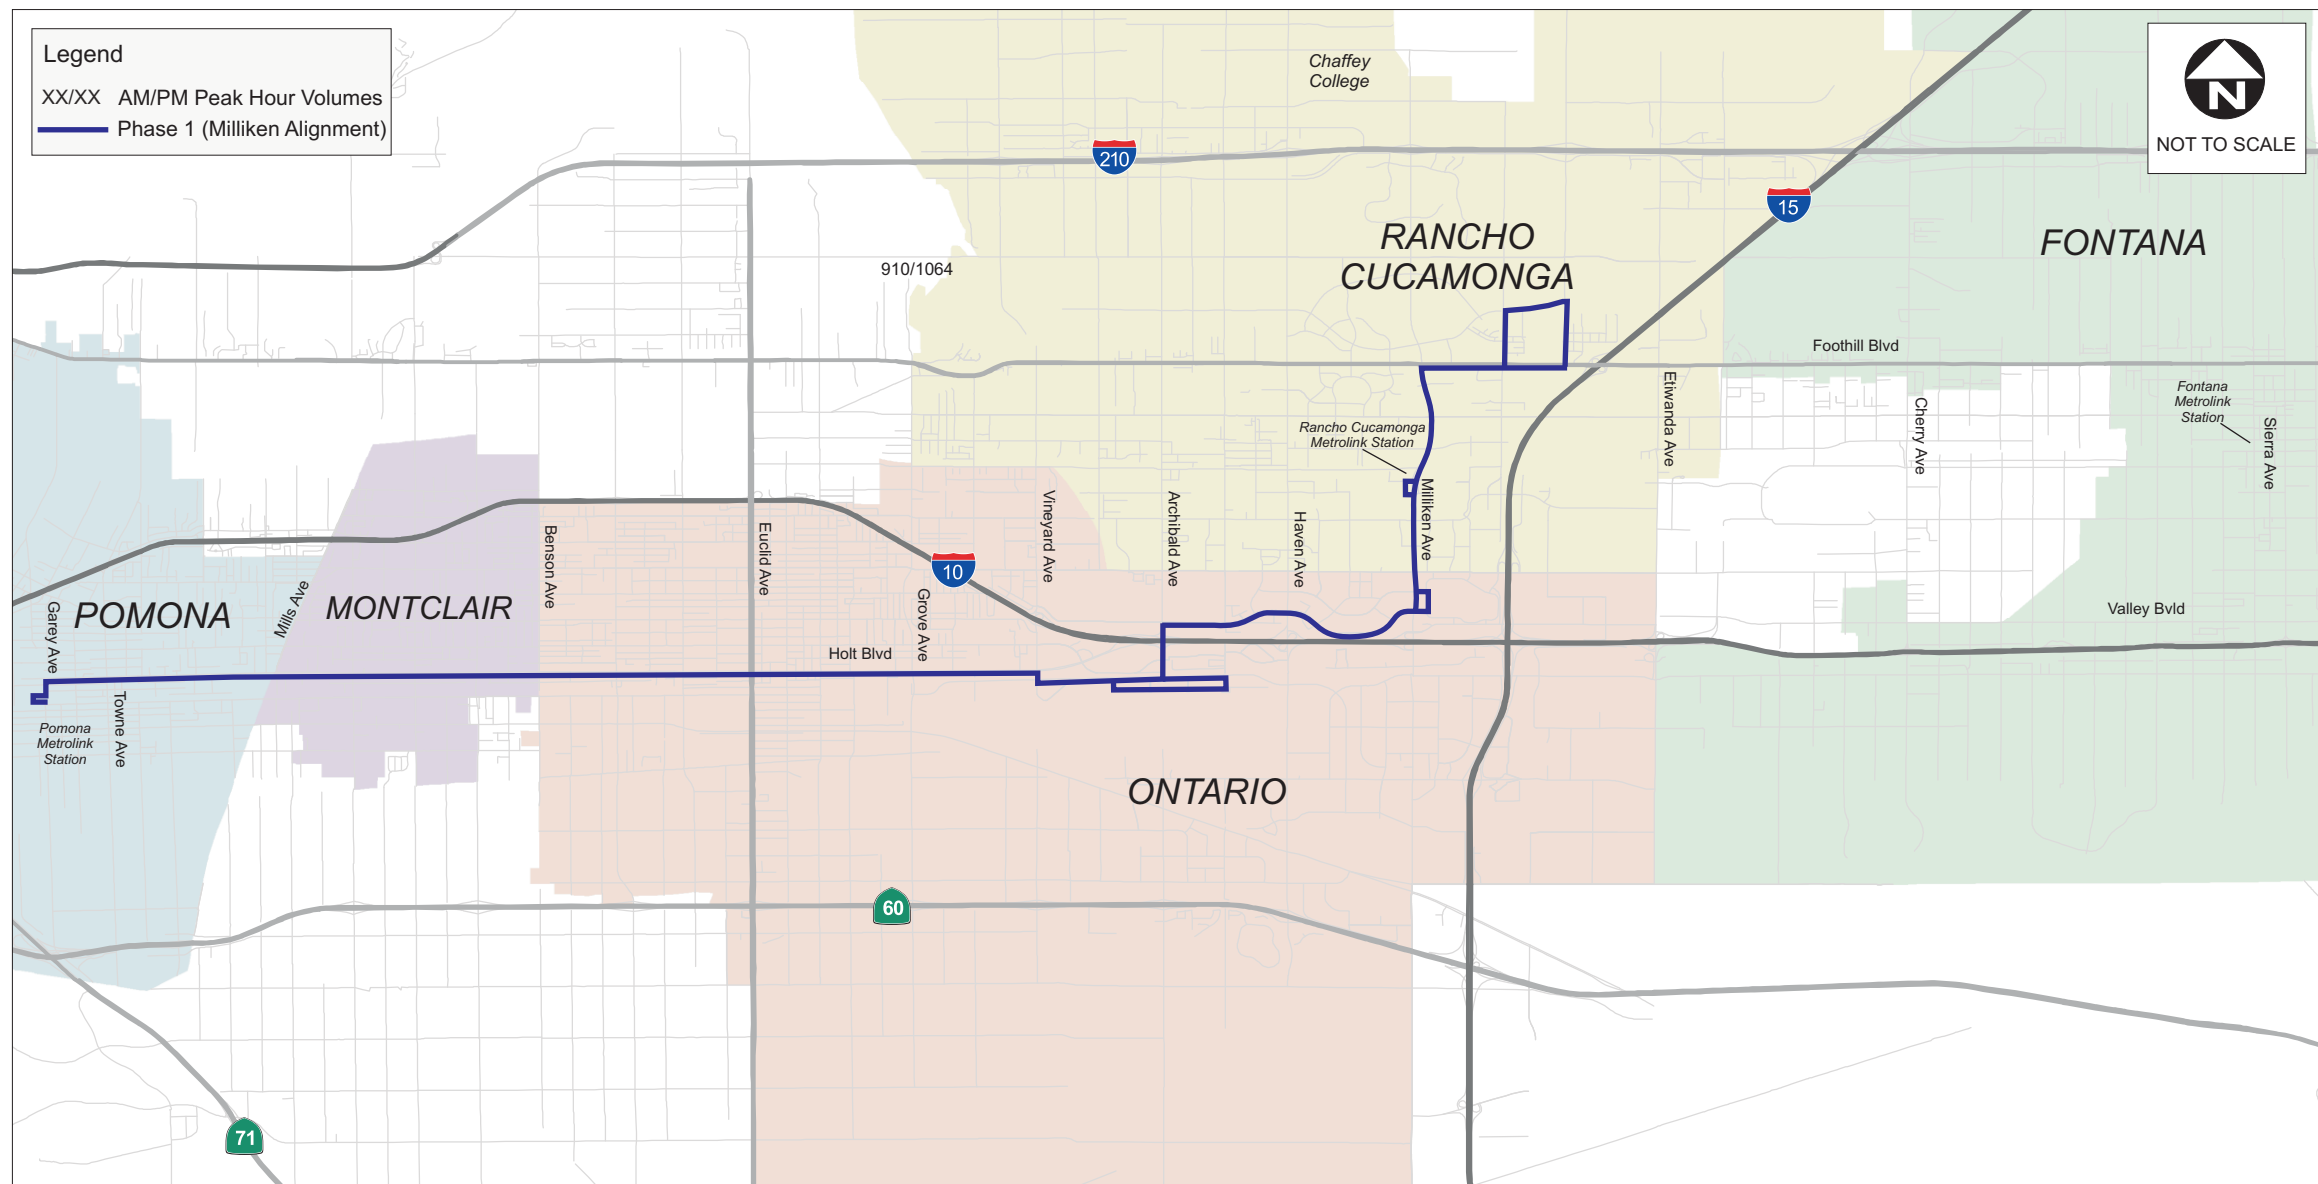 Legend
XX/XX AM/PM Peak Hour Volumes
Phase 1 (Milliken Alignment)
N
NOT TO SCALE
Chaffey
College
210
15
RANCHO
CUCAMONGA
FONTANA
910/1064
Foothill Blvd
Etiwanda Ave
Cherry Ave
Fontana
Metrolink
Station
Sierra Ave
Rancho Cucamonga
Metrolink Station
Milliken Ave
Vineyard Ave
Archibald Ave
Haven Ave
Benson Ave
Euclid Ave
10
Grove Ave
Mills Ave
Garey Ave
POMONA
MONTCLAIR
Valley Bvld
Holt Blvd
Towne Ave
Pomona
Metrolink
Station
ONTARIO
60
71